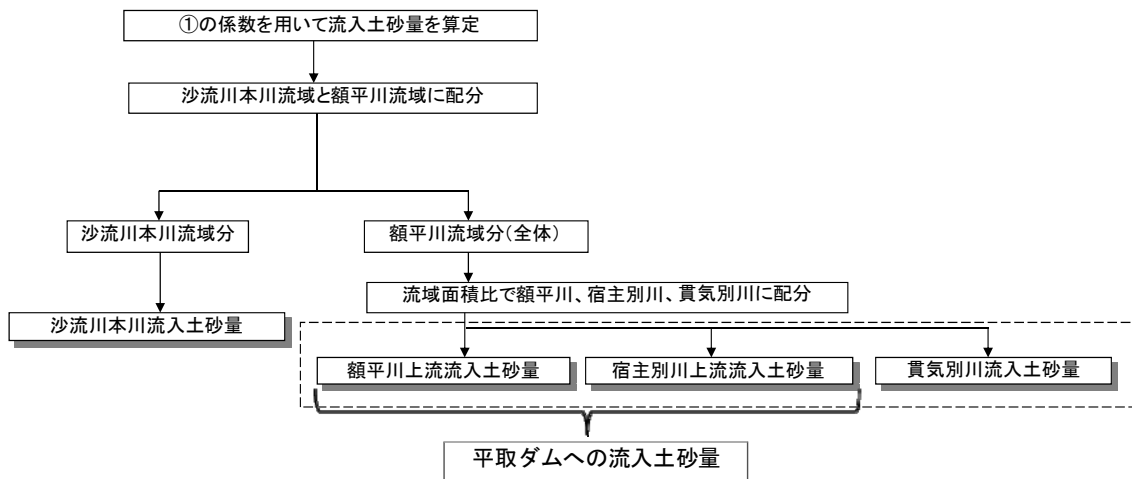 ①の係数を用いて流入土砂量を算定
沙流川本川流域と額平川流域に配分
沙流川本川流域分
額平川流域分(全体)
流域面積比で額平川、宿主別川、貫気別川に配分
沙流川本川流入土砂量
額平川上流流入土砂量
宿主別川上流流入土砂量
貫気別川流入土砂量
平取ダムへの流入土砂量